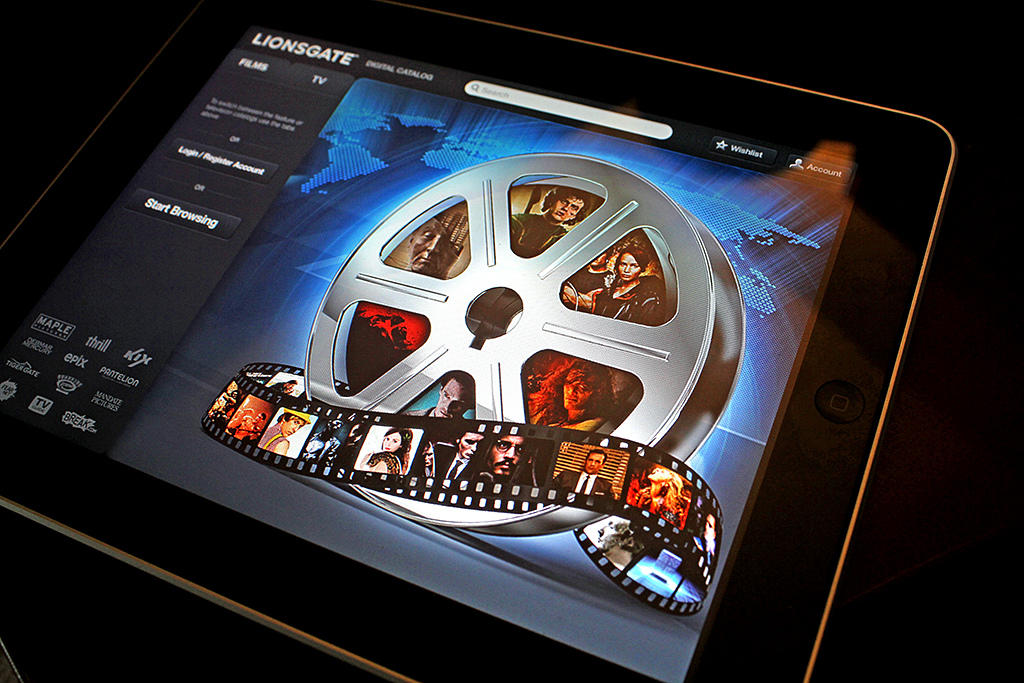 LIONSGATE™ DIGITAL CATALOG
FILMS
TV
Search
Wishlist
Account
To switch between the feature or
television catalogs use the tabs
above
OR
Login / Register Account
OR
Start Browsing
MAPLE
thrill
KIX
MERCURY
epix
PANTELION
TIGER GATE
TV
MANDATE
PICTURES
BREAK
.COM